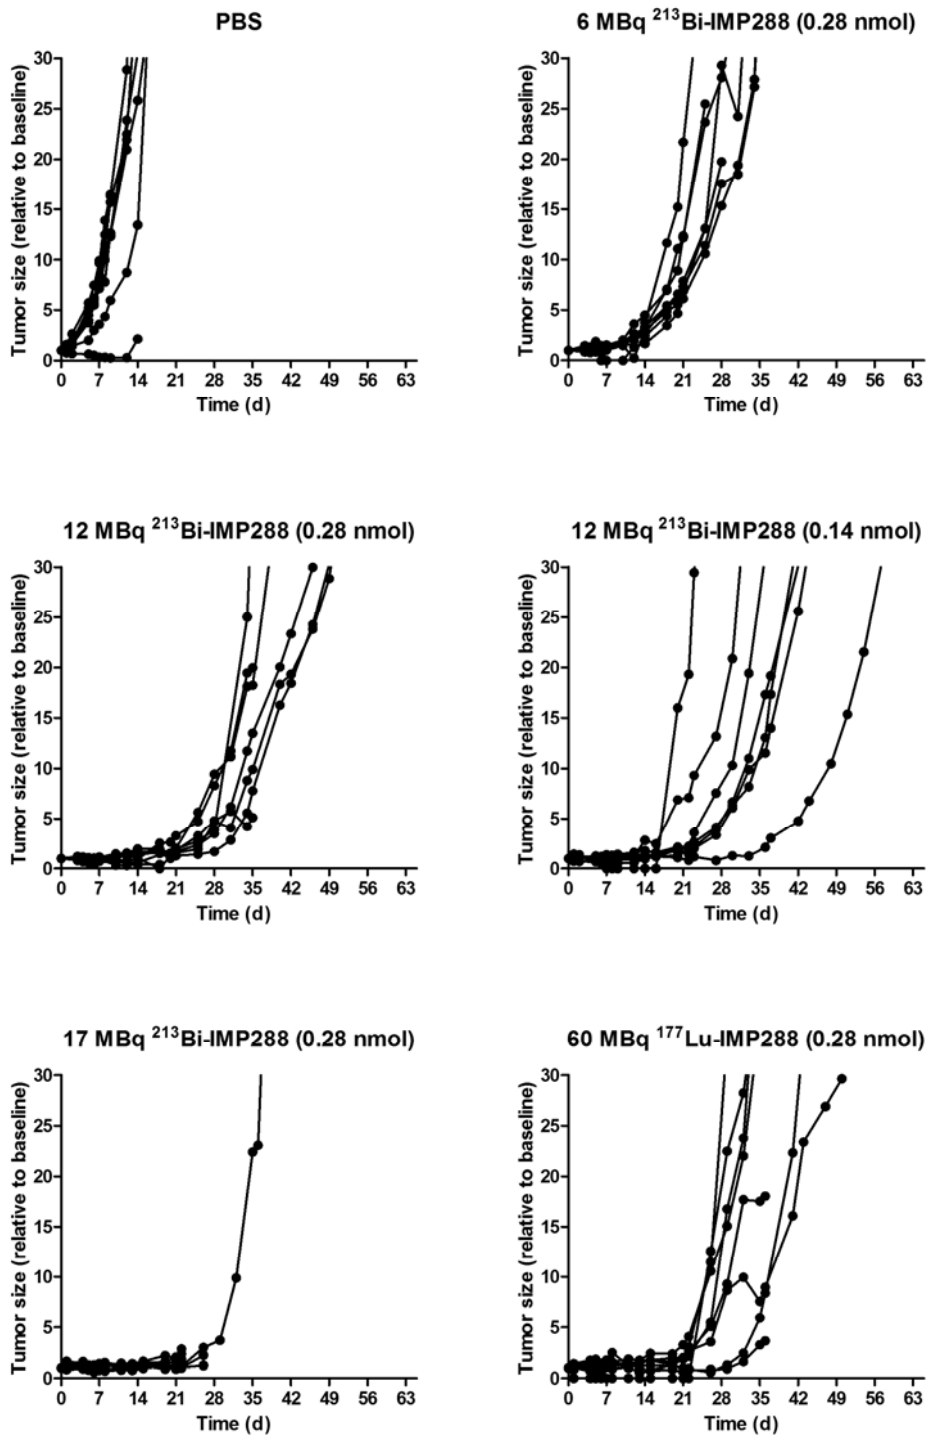 PBS
Tumor size (relative to baseline)
30
25
20
15
10
5
0
0 7 14 21 28 35 42 49 56 63
Time (d)
6 MBq ²¹³Bi-IMP288 (0.28 nmol)
Tumor size (relative to baseline)
30
25
20
15
10
5
0
0 7 14 21 28 35 42 49 56 63
Time (d)
12 MBq ²¹³Bi-IMP288 (0.28 nmol)
Tumor size (relative to baseline)
30
25
20
15
10
5
0
0 7 14 21 28 35 42 49 56 63
Time (d)
12 MBq ²¹³Bi-IMP288 (0.14 nmol)
Tumor size (relative to baseline)
30
25
20
15
10
5
0
0 7 14 21 28 35 42 49 56 63
Time (d)
17 MBq ²¹³Bi-IMP288 (0.28 nmol)
Tumor size (relative to baseline)
30
25
20
15
10
5
0
0 7 14 21 28 35 42 49 56 63
Time (d)
60 MBq ¹⁷⁷Lu-IMP288 (0.28 nmol)
Tumor size (relative to baseline)
30
25
20
15
10
5
0
0 7 14 21 28 35 42 49 56 63
Time (d)